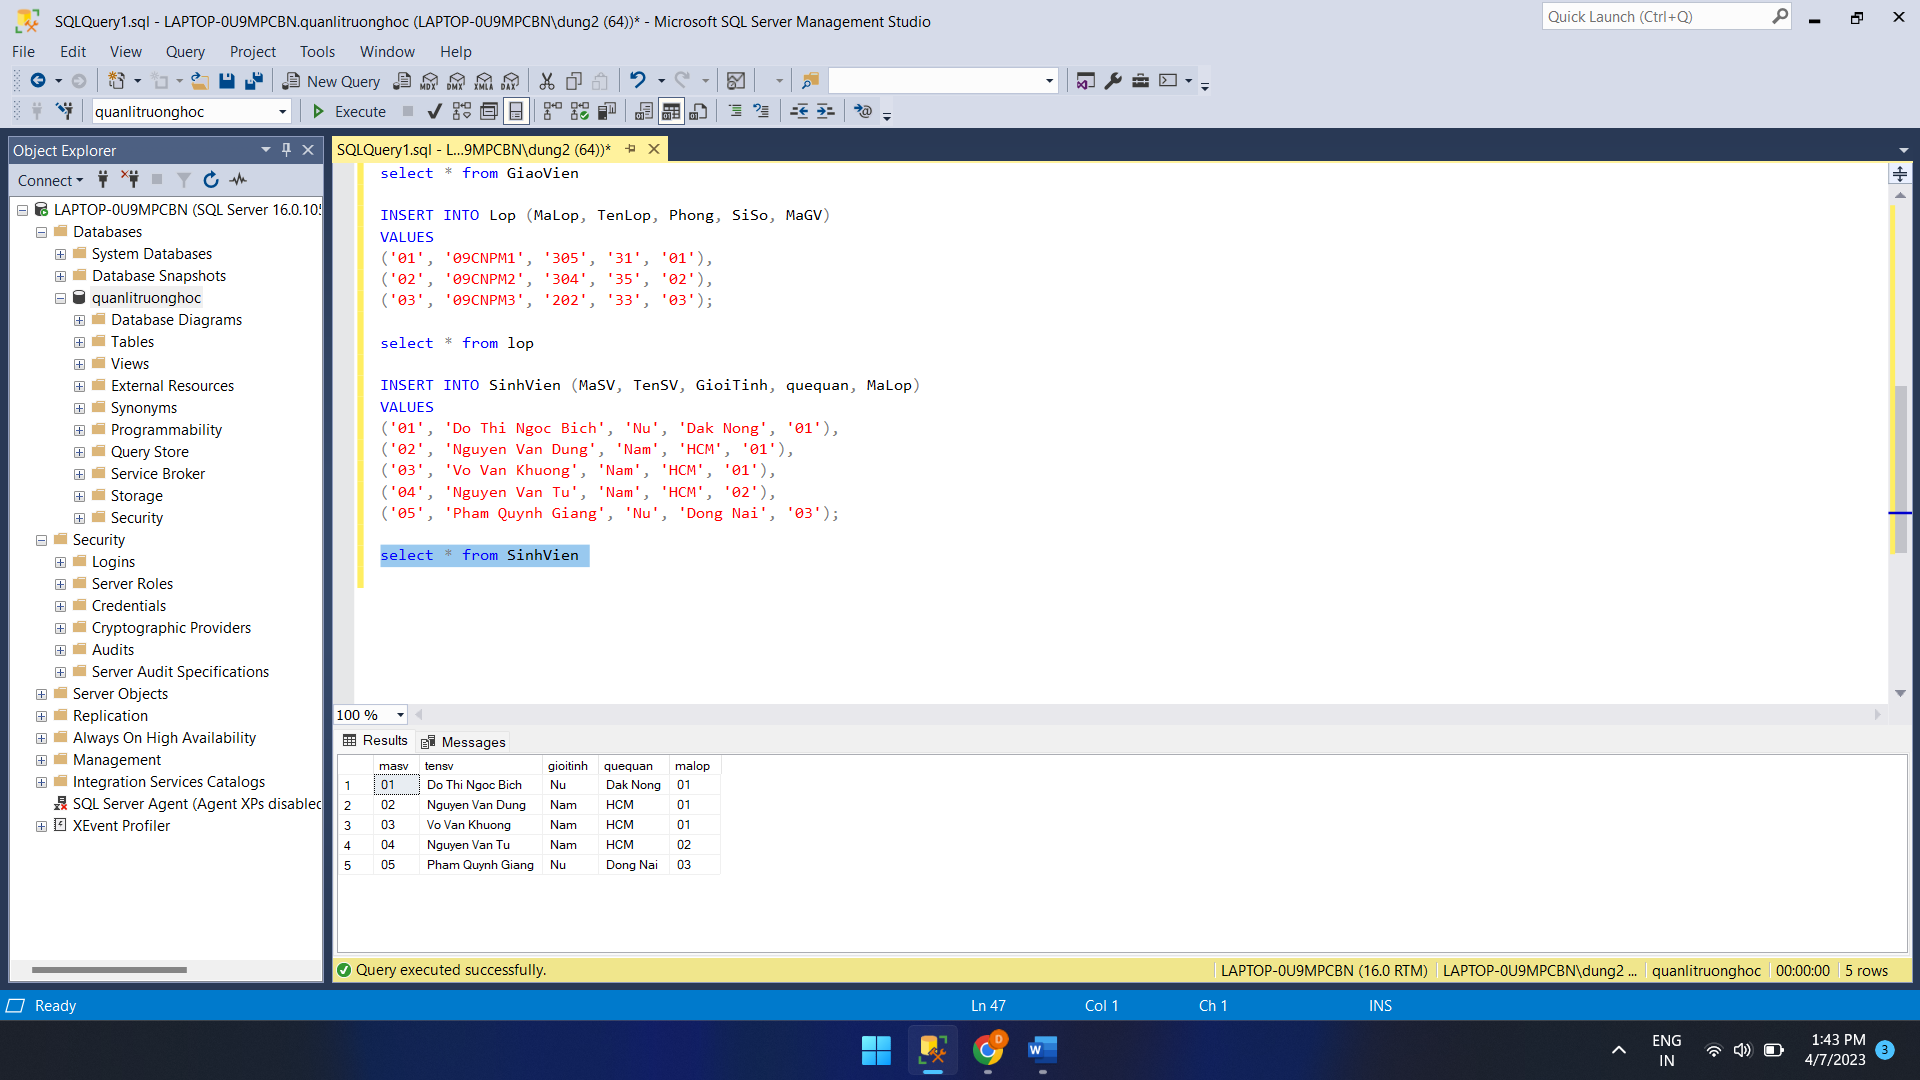 SQLQuery1.sql - LAPTOP-0U9MPCBN.quanlitruonghoc (LAPTOP-0U9MPCBN\dung2 (64))* - Microsoft SQL Server Management Studio
Quick Launch (Ctrl+Q)
File Edit View Query Project Tools Window Help
New Query MDX DMX XMLA DAX
quanlitruonghoc Execute
Object Explorer
Connect
LAPTOP-0U9MPCBN (SQL Server 16.0.105
Databases
System Databases
Database Snapshots
quanlitruonghoc
Database Diagrams
Tables
Views
External Resources
Synonyms
Programmability
Query Store
Service Broker
Storage
Security
Security
Logins
Server Roles
Credentials
Cryptographic Providers
Audits
Server Audit Specifications
Server Objects
Replication
Always On High Availability
Management
Integration Services Catalogs
SQL Server Agent (Agent XPs disabled
XEvent Profiler
SQLQuery1.sql - L...9MPCBN\dung2 (64))*
select * from GiaoVien
INSERT INTO Lop (MaLop, TenLop, Phong, SiSo, MaGV)
VALUES
('01', '09CNPM1', '305', '31', '01'),
('02', '09CNPM2', '304', '35', '02'),
('03', '09CNPM3', '202', '33', '03');
select * from lop
INSERT INTO SinhVien (MaSV, TenSV, GioiTinh, quequan, MaLop)
VALUES
('01', 'Do Thi Ngoc Bich', 'Nu', 'Dak Nong', '01'),
('02', 'Nguyen Van Dung', 'Nam', 'HCM', '01'),
('03', 'Vo Van Khuong', 'Nam', 'HCM', '01'),
('04', 'Nguyen Van Tu', 'Nam', 'HCM', '02'),
('05', 'Pham Quynh Giang', 'Nu', 'Dong Nai', '03');
select * from SinhVien
100 %
Results Messages
masv tensv gioitinh quequan malop
1 01 Do Thi Ngoc Bich Nu Dak Nong 01
2 02 Nguyen Van Dung Nam HCM 01
3 03 Vo Van Khuong Nam HCM 01
4 04 Nguyen Van Tu Nam HCM 02
5 05 Pham Quynh Giang Nu Dong Nai 03
Query executed successfully. LAPTOP-0U9MPCBN (16.0 RTM) LAPTOP-0U9MPCBN\dung2 ... quanlitruonghoc 00:00:00 5 rows
Ready Ln 47 Col 1 Ch 1 INS
D
W
ENG
IN
1:43 PM
4/7/2023
3